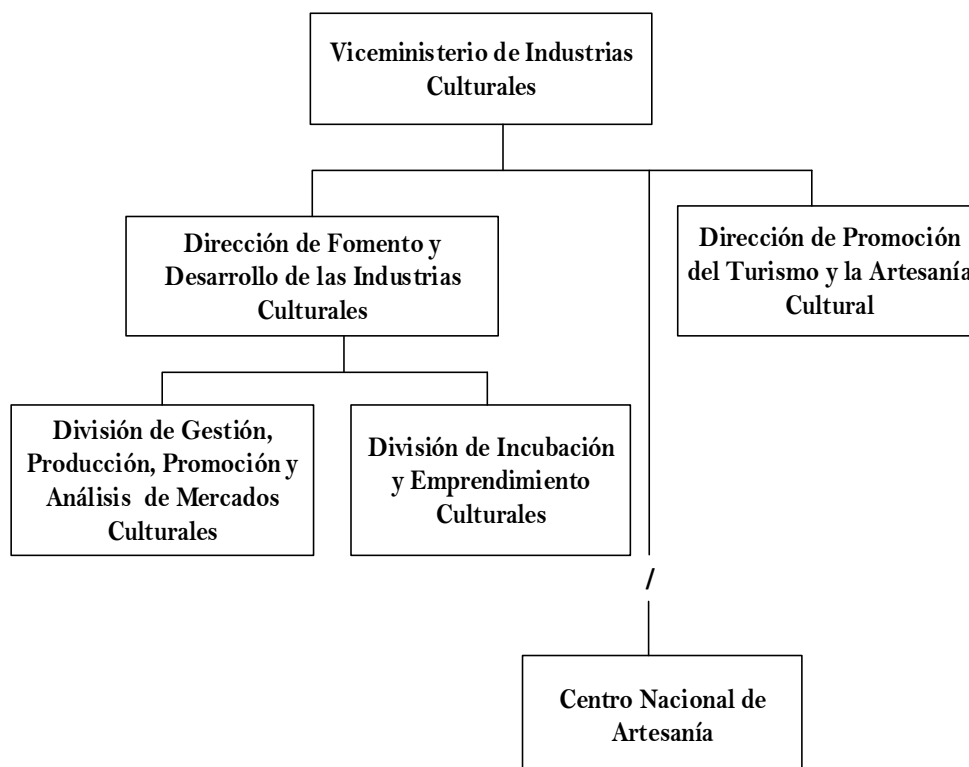 Viceministerio de Industrias
Culturales
Dirección de Fomento y
Desarrollo de las Industrias
Culturales
Dirección de Promoción
del Turismo y la Artesanía
Cultural
División de Gestión,
Producción, Promoción y
Análisis de Mercados
Culturales
División de Incubación
y Emprendimiento
Culturales
/
Centro Nacional de
Artesanía